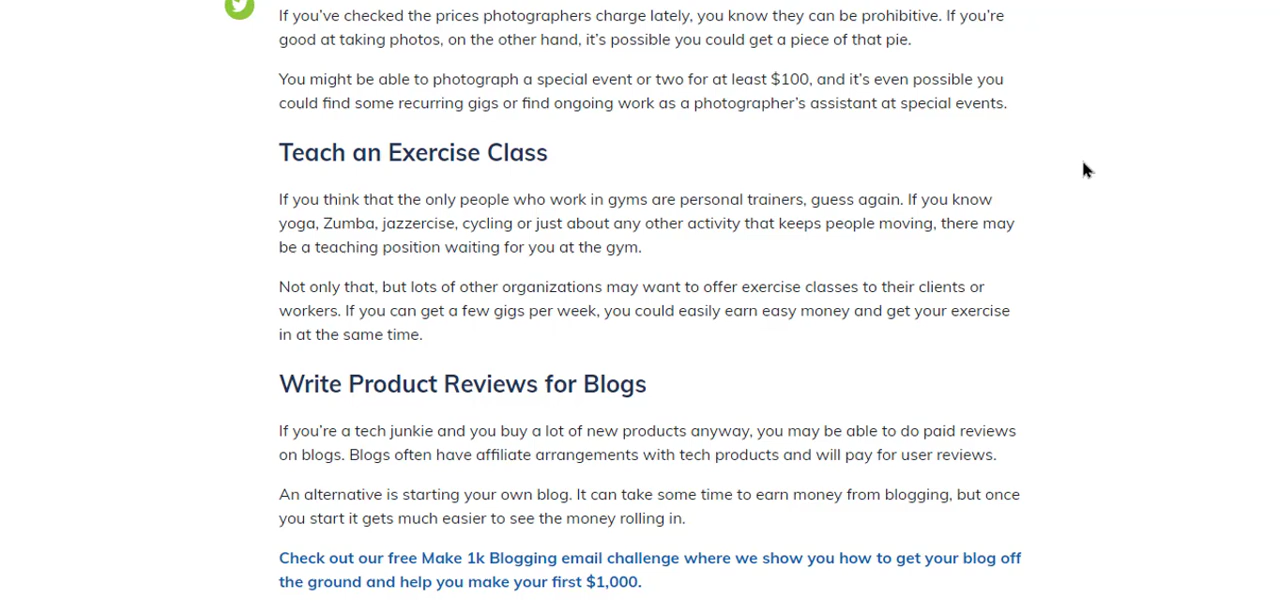 If you’ve checked the prices photographers charge lately, you know they can be prohibitive. If you’re
good at taking photos, on the other hand, it’s possible you could get a piece of that pie.
You might be able to photograph a special event or two for at least $100, and it’s even possible you
could find some recurring gigs or find ongoing work as a photographer’s assistant at special events.
Teach an Exercise Class
If you think that the only people who work in gyms are personal trainers, guess again. If you know
yoga, Zumba, jazzercise, cycling or just about any other activity that keeps people moving, there may
be a teaching position waiting for you at the gym.
Not only that, but lots of other organizations may want to offer exercise classes to their clients or
workers. If you can get a few gigs per week, you could easily earn easy money and get your exercise
in at the same time.
Write Product Reviews for Blogs
If you’re a tech junkie and you buy a lot of new products anyway, you may be able to do paid reviews
on blogs. Blogs often have affiliate arrangements with tech products and will pay for user reviews.
An alternative is starting your own blog. It can take some time to earn money from blogging, but once
you start it gets much easier to see the money rolling in.
Check out our free Make 1k Blogging email challenge where we show you how to get your blog off
the ground and help you make your first $1,000.